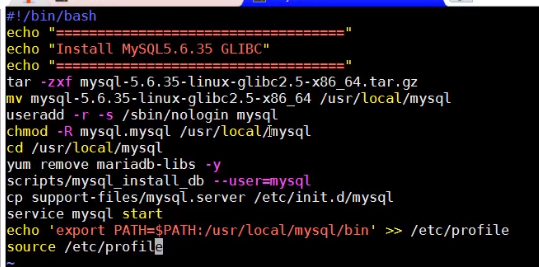 #!/bin/bash
echo "==================================="
echo "Install MySQL5.6.35 GLIBC"
echo "==================================="
tar -zxf mysql-5.6.35-linux-glibc2.5-x86_64.tar.gz
mv mysql-5.6.35-linux-glibc2.5-x86_64 /usr/local/mysql
useradd -r -s /sbin/nologin mysql
chmod -R mysql.mysql /usr/local/mysql
cd /usr/local/mysql
yum remove mariadb-libs -y
scripts/mysql_install_db --user=mysql
cp support-files/mysql.server /etc/init.d/mysql
service mysql start
echo 'export PATH=$PATH:/usr/local/mysql/bin' >> /etc/profile
source /etc/profile
~